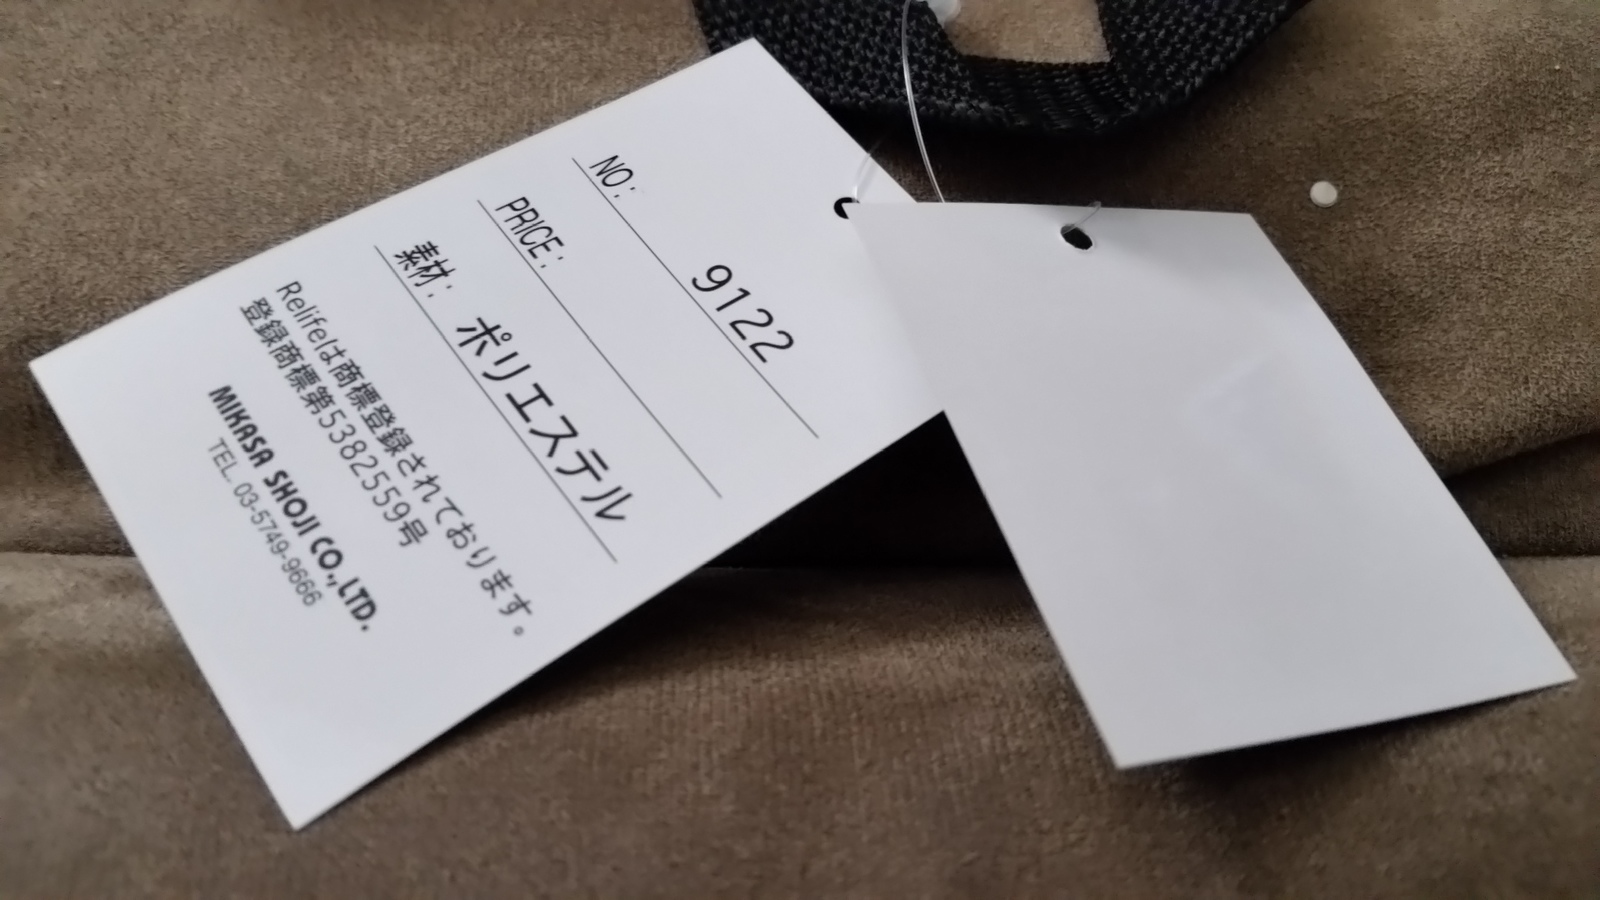 NO: 9122
PRICE:
素材: ポリエステル
Relifeは商標登録されております。
登録商標第5382559号
MIKASA SHOJI CO.,LTD.
TEL. 03-5749-9666